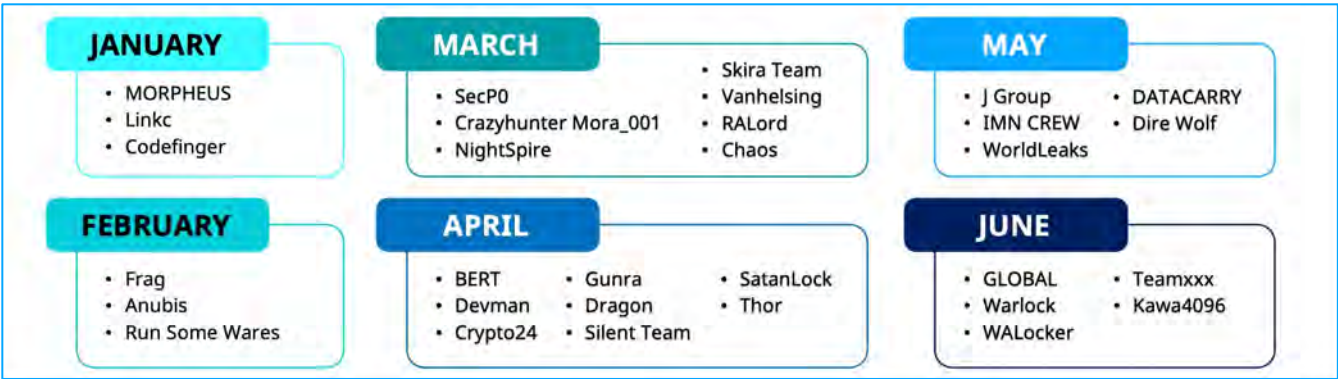 JANUARY
• MORPHEUS
• Linkc
• Codefinger
FEBRUARY
• Frag
• Anubis
• Run Some Wares
MARCH
• SecP0
• Crazyhunter Mora_001
• NightSpire
• Skira Team
• Vanhelsing
• RALord
• Chaos
APRIL
• BERT
• Devman
• Crypto24
• Gunra
• Dragon
• Silent Team
• SatanLock
• Thor
MAY
• J Group
• IMN CREW
• WorldLeaks
• DATACARRY
• Dire Wolf
JUNE
• GLOBAL
• Warlock
• WALocker
• Teamxxx
• Kawa4096